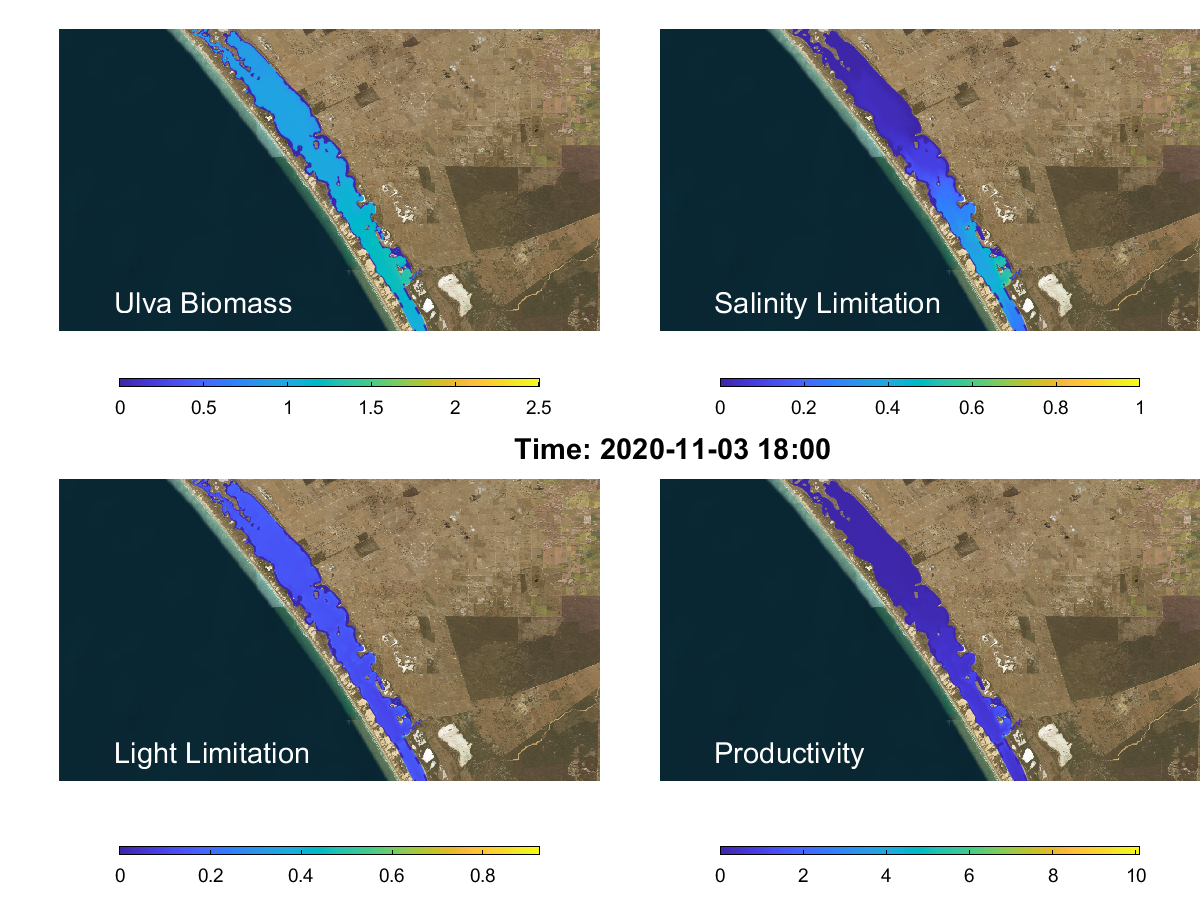 Ulva Biomass
Salinity Limitation
0 0.5 1 1.5 2 2.5
0 0.2 0.4 0.6 0.8 1
Time: 2020-11-03 18:00
Light Limitation
Productivity
0 0.2 0.4 0.6 0.8
0 2 4 6 8 10